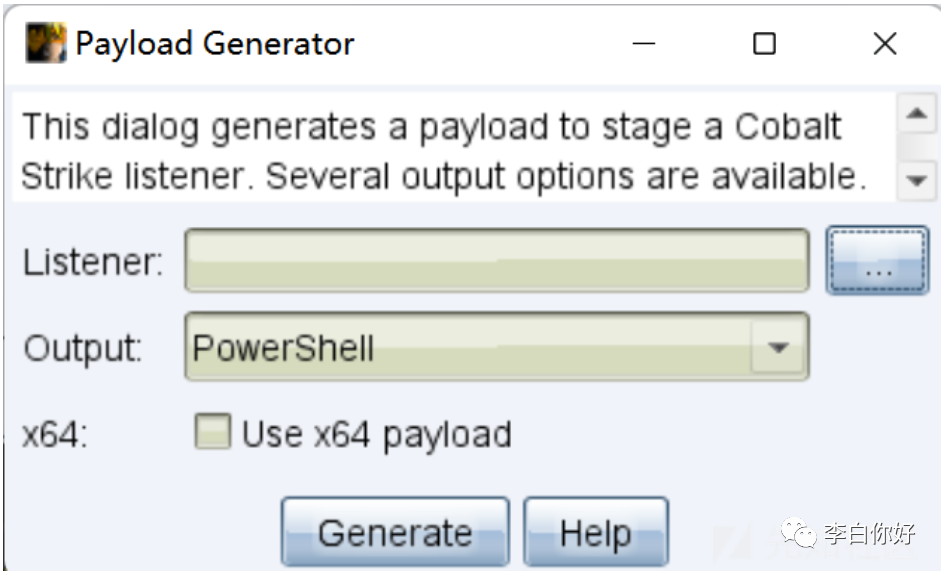 Payload Generator
This dialog generates a payload to stage a Cobalt
Strike listener. Several output options are available.
Listener:
...
Output: PowerShell
x64: Use x64 payload
Generate Help
李白你好